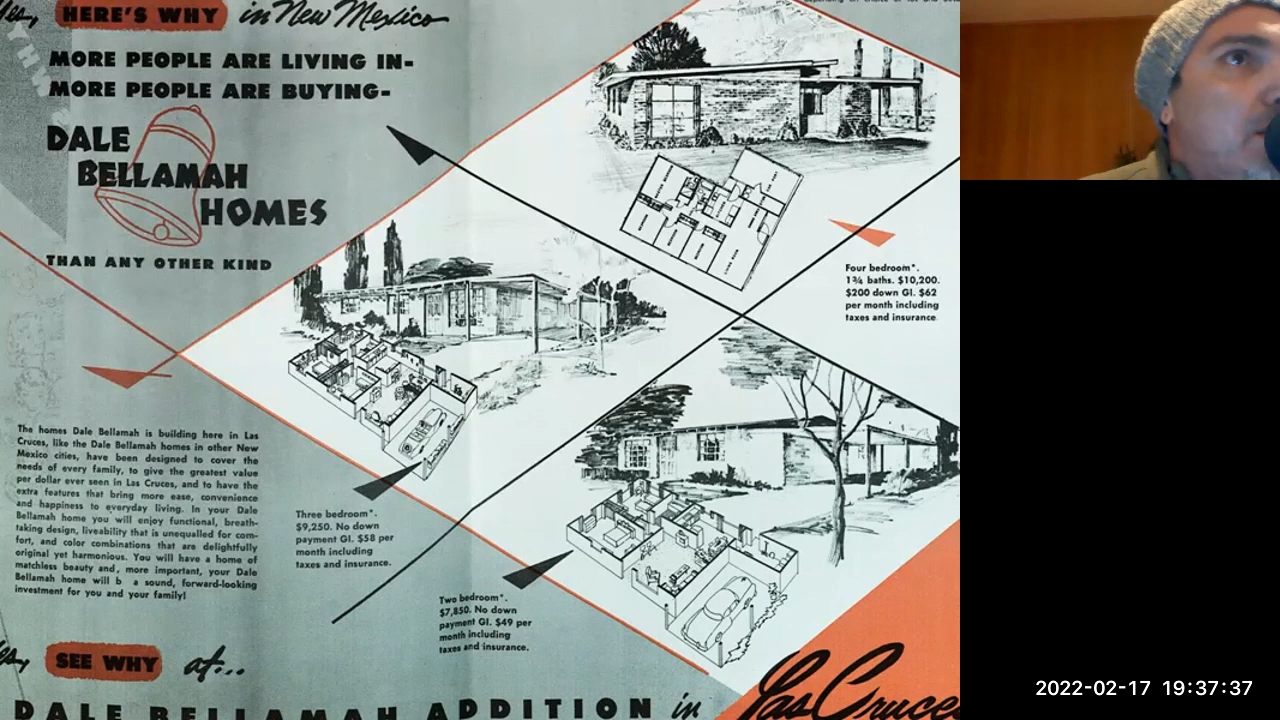 HERE'S WHY in New Mexico
MORE PEOPLE ARE LIVING IN-
MORE PEOPLE ARE BUYING-
DALE
BELLAMAH
HOMES
THAN ANY OTHER KIND
Four bedroom*.
1¾ baths. $10,200.
$200 down GI. $62
per month including
taxes and insurance
The homes Dale Bellamah is building here in Las
Cruces, like the Dale Bellamah homes in other New
Mexico cities, have been designed to cover the
needs of every family, to give the greatest value
per dollar ever seen in Las Cruces, and to have the
extra features that bring more ease, convenience
and happiness to everyday living. In your Dale
Bellamah home you will enjoy functional, breath-
taking design, liveability that is unequalled for com-
fort, and color combinations that are delightfully
original yet harmonious. You will have a home of
matchless beauty and, more important, your Dale
Bellamah home will b a sound, forward-looking
investment for you and your family!
Three bedroom*.
$9,250. No down
payment GI. $58 per
month including
taxes and insurance.
Two bedroom*.
$7,850. No down
payment GI. $49 per
month including
taxes and insurance.
SEE WHY at...
DALE BELLAMAH ADDITION in Las Cruces
2022-02-17 19:37:37